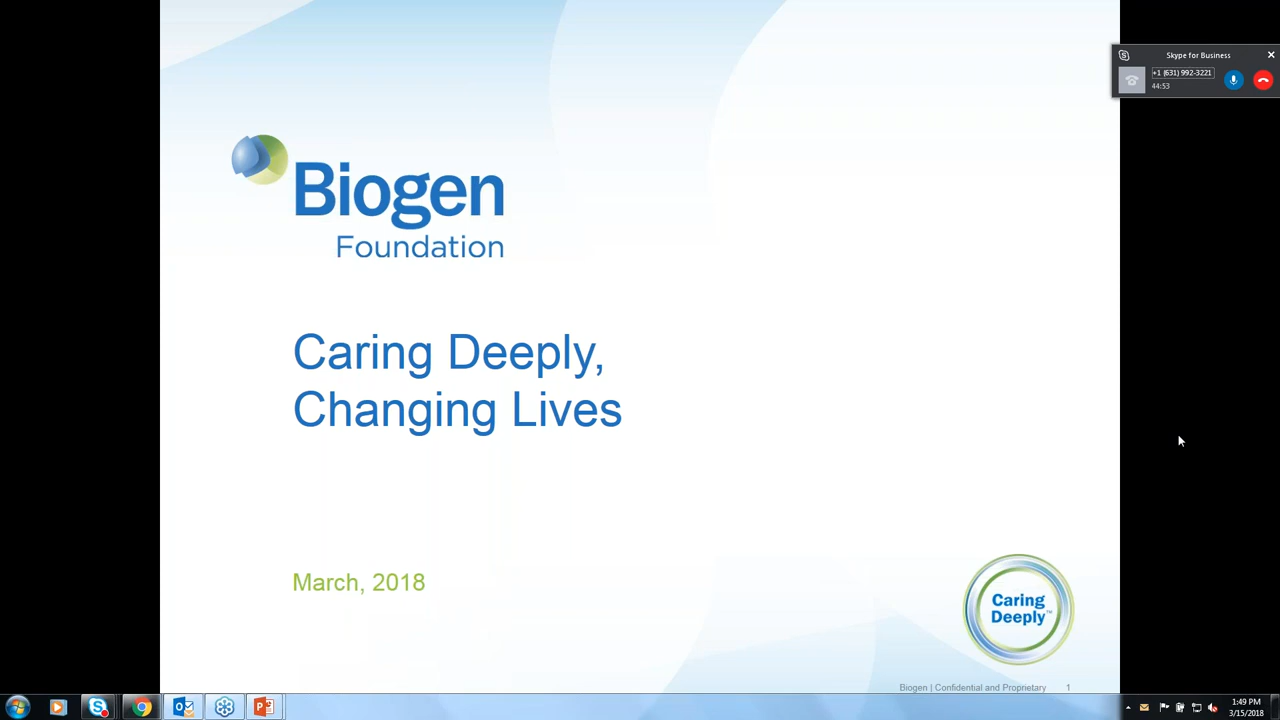 Skype for Business
+1 (631) 992-3221
44:53
Biogen
Foundation
Caring Deeply,
Changing Lives
March, 2018
Caring
Deeply™
Biogen | Confidential and Proprietary 1
1:49 PM
3/15/2018